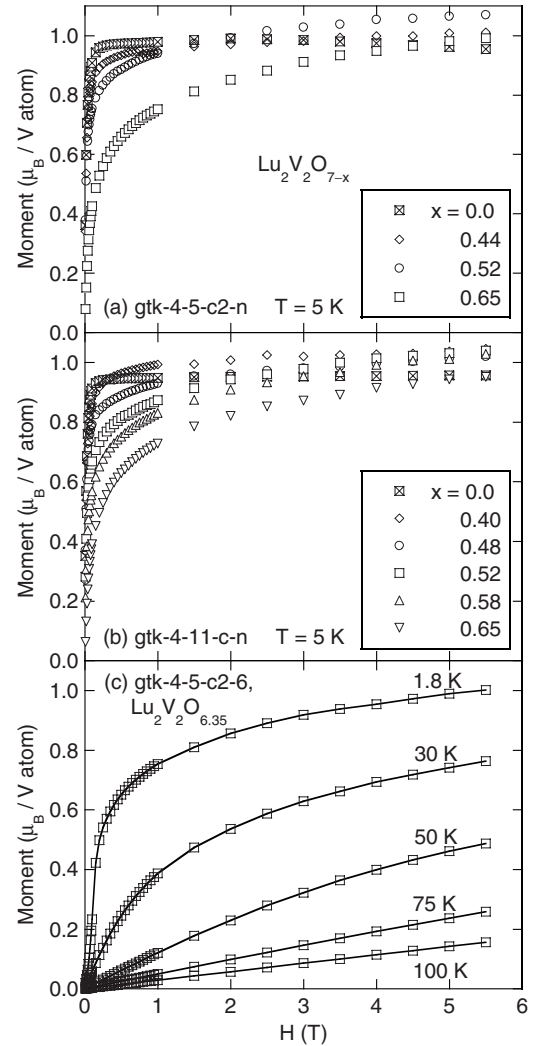 1.0
0.8
0.6
0.4
0.2
Moment (μB / V atom)
Lu2V2O7–x
x = 0.0
0.44
0.52
0.65
(a) gtk-4-5-c2-n T = 5 K
0.0
1.0
0.8
0.6
0.4
0.2
Moment (μB / V atom)
x = 0.0
0.40
0.48
0.52
0.58
0.65
(b) gtk-4-11-c-n T = 5 K
0.0
1.0
0.8
0.6
0.4
0.2
0.0
Moment (μB / V atom)
(c) gtk-4-5-c2-6,
Lu2V2O6.35
1.8 K
30 K
50 K
75 K
100 K
0 1 2 3 4 5 6
H (T)